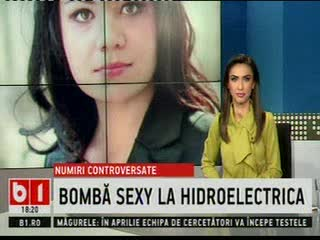 NUMIRI CONTROVERSATE
b1
BOMBĂ SEXY LA HIDROELECTRICA
18:20
B1.RO
MĂGURELE: ÎN APRILIE ECHIPA DE CERCETĂTORI VA ÎNCEPE TESTELE